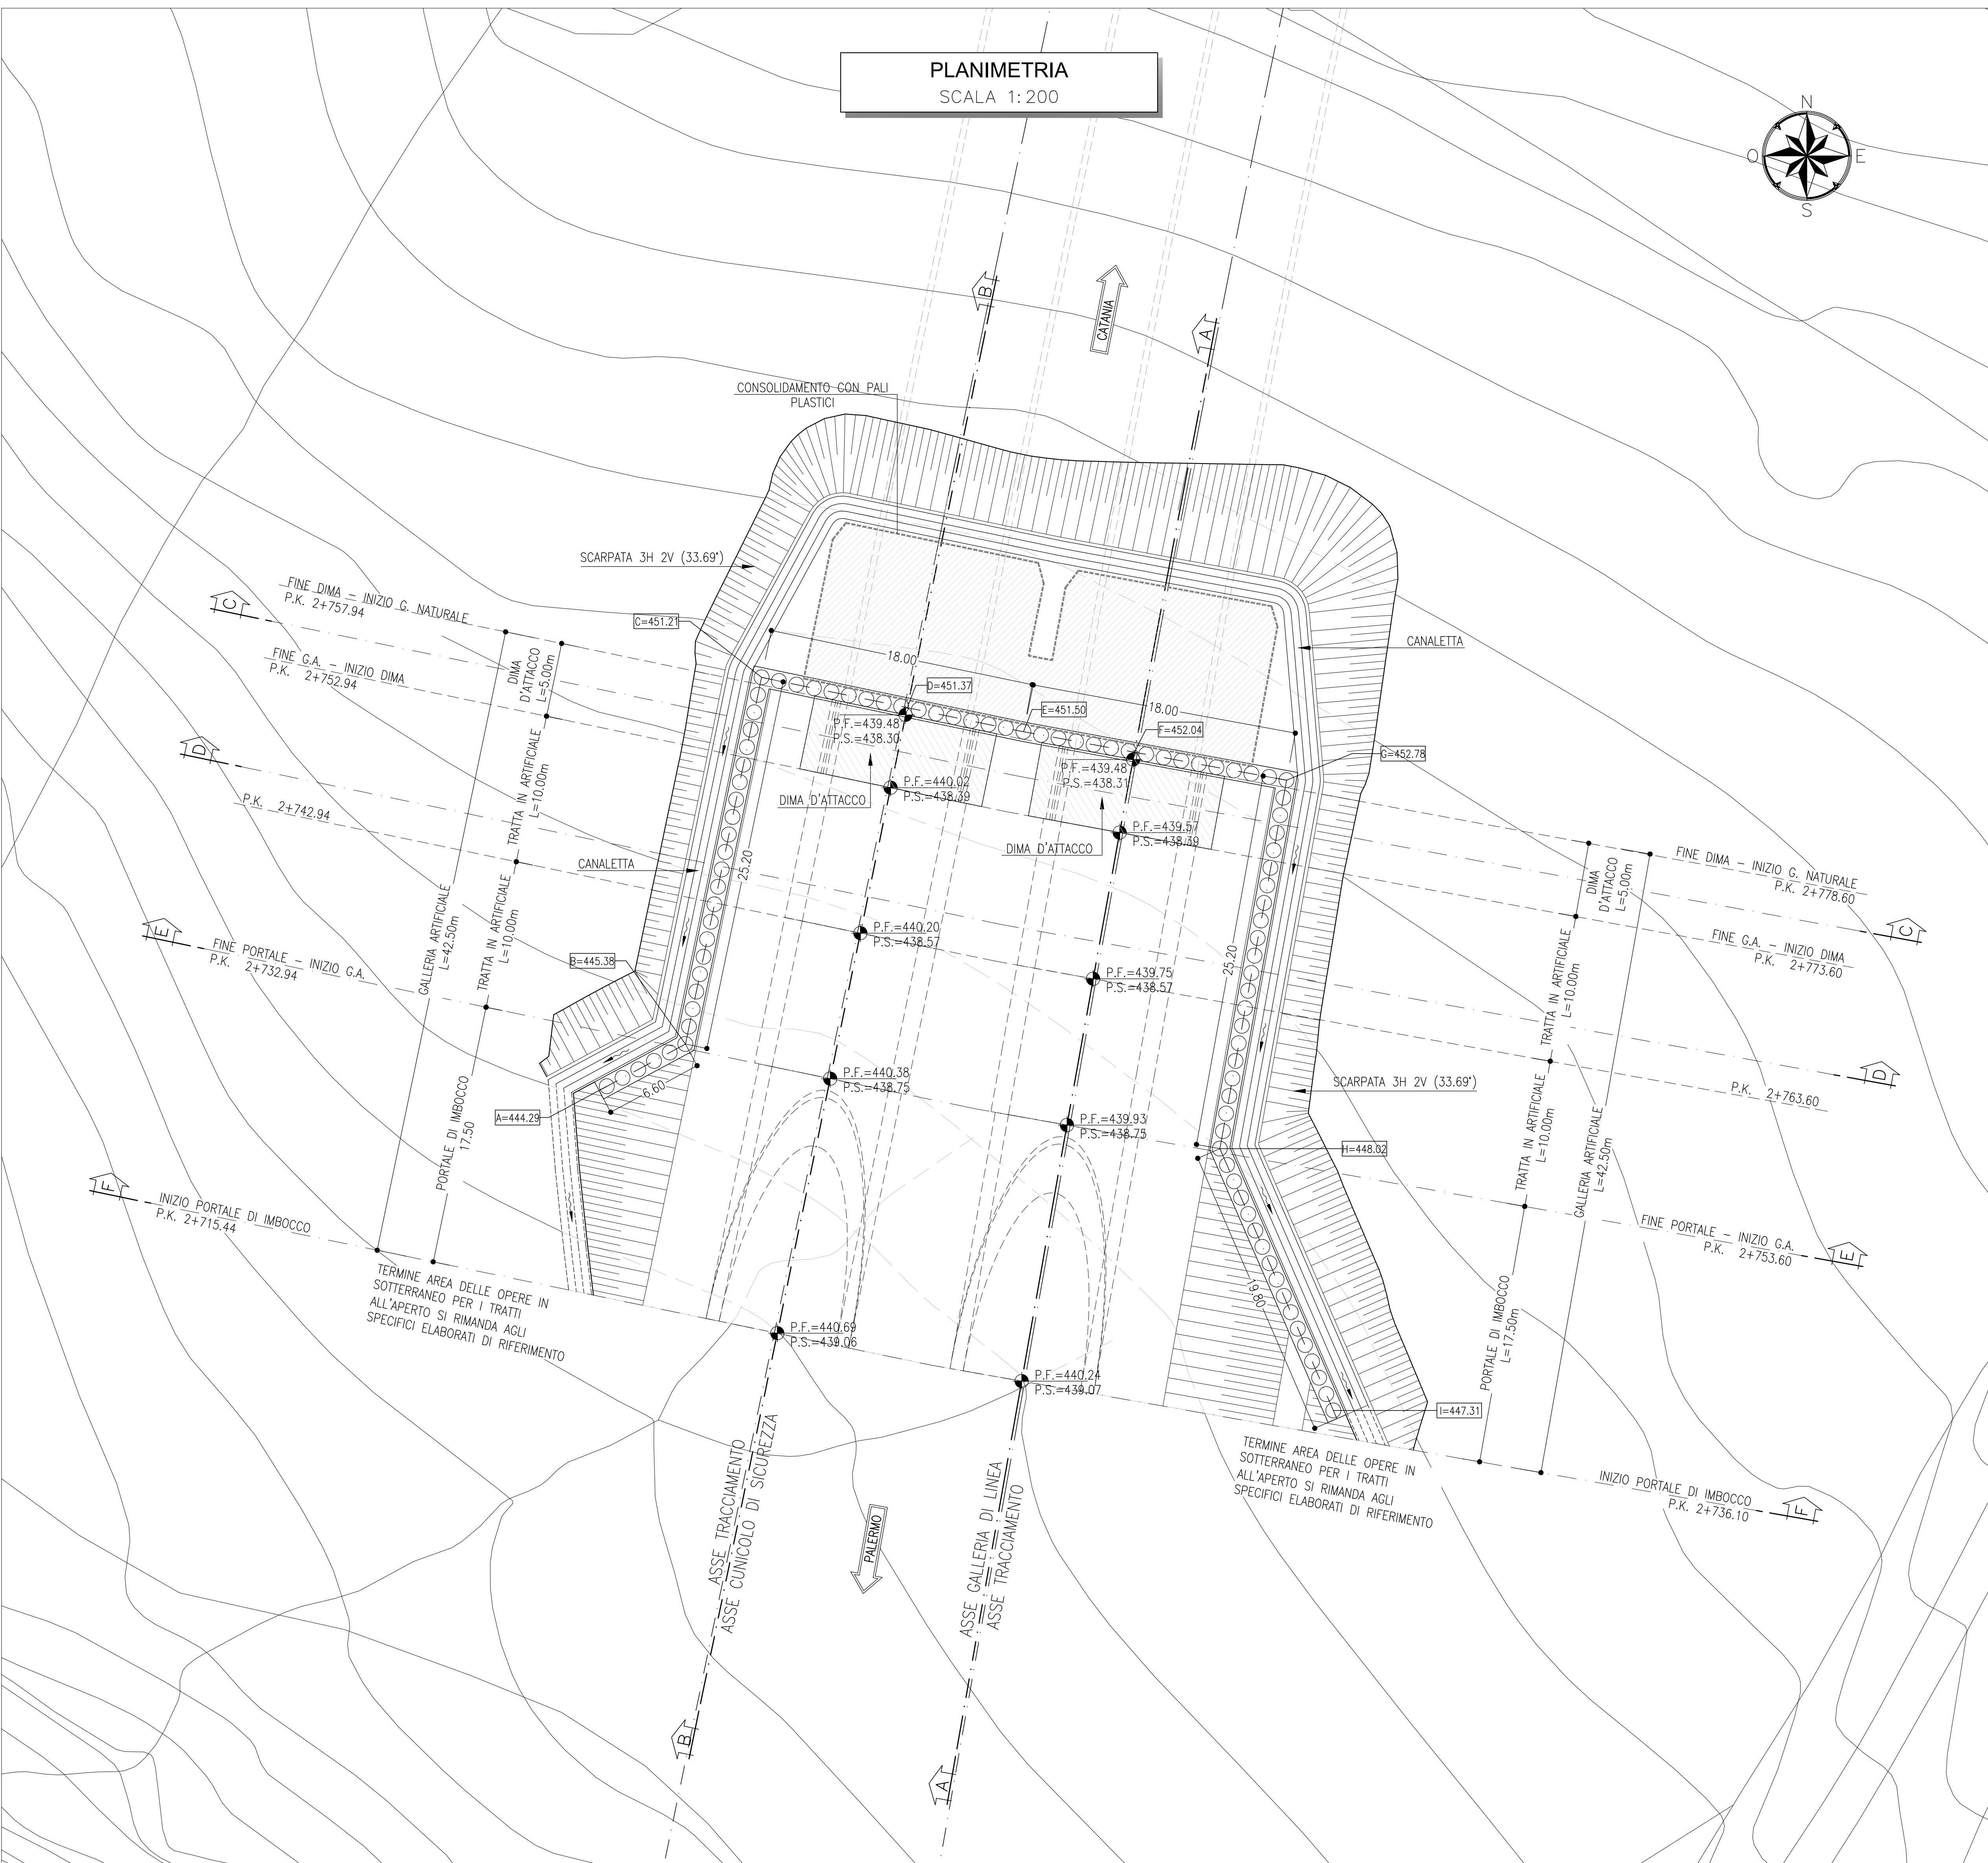 PLANIMETRIA
SCALA 1:200
N
O
E
S
B
CATANIA
A
CONSOLIDAMENTO CON PALI
PLASTICI
SCARPATA 3H 2V (33.69°)
C
FINE DIMA – INIZIO G. NATURALE
P.K. 2+757.94
C=451.21
CANALETTA
FINE G.A. – INIZIO DIMA
P.K. 2+752.94
DIMA
D'ATTACCO
L=5.00m
18.00
D=451.37
E=451.50
18.00
F=452.04
G=452.78
P.F.=439.48
P.S.=438.30
P.F.=439.48
P.S.=438.31
D
P.K. 2+742.94
TRATTA IN ARTIFICIALE
L=10.00m
DIMA D'ATTACCO
P.F.=440.02
P.S.=438.39
P.F.=439.57
P.S.=438.39
DIMA D'ATTACCO
CANALETTA
25.20
FINE DIMA – INIZIO G. NATURALE
P.K. 2+778.60
DIMA
D'ATTACCO
L=5.00m
C
E
FINE PORTALE – INIZIO G.A.
P.K. 2+732.94
GALLERIA ARTIFICIALE
L=42.50m
TRATTA IN ARTIFICIALE
L=10.00m
B=445.38
P.F.=440.20
P.S.=438.57
P.F.=439.75
P.S.=438.57
25.20
FINE G.A. – INIZIO DIMA
P.K. 2+773.60
TRATTA IN ARTIFICIALE
L=10.00m
P.F.=440.38
P.S.=438.75
6.60
A=444.29
PORTALE DI IMBOCCO
17.50
P.F.=439.93
P.S.=438.75
SCARPATA 3H 2V (33.69°)
D
P.K. 2+763.60
H=448.02
TRATTA IN ARTIFICIALE
L=10.00m
GALLERIA ARTIFICIALE
L=42.50m
F
INIZIO PORTALE DI IMBOCCO
P.K. 2+715.44
FINE PORTALE – INIZIO G.A.
P.K. 2+753.60
E
TERMINE AREA DELLE OPERE IN
SOTTERRANEO PER I TRATTI
ALL'APERTO SI RIMANDA AGLI
SPECIFICI ELABORATI DI RIFERIMENTO
P.F.=440.69
P.S.=439.06
P.F.=440.24
P.S.=439.07
19.80
I=447.31
PORTALE DI IMBOCCO
L=17.50m
TERMINE AREA DELLE OPERE IN
SOTTERRANEO PER I TRATTI
ALL'APERTO SI RIMANDA AGLI
SPECIFICI ELABORATI DI RIFERIMENTO
INIZIO PORTALE DI IMBOCCO
P.K. 2+736.10
F
ASSE TRACCIAMENTO
ASSE CUNICOLO DI SICUREZZA
PALERMO
ASSE GALLERIA DI LINEA
ASSE TRACCIAMENTO
B
A